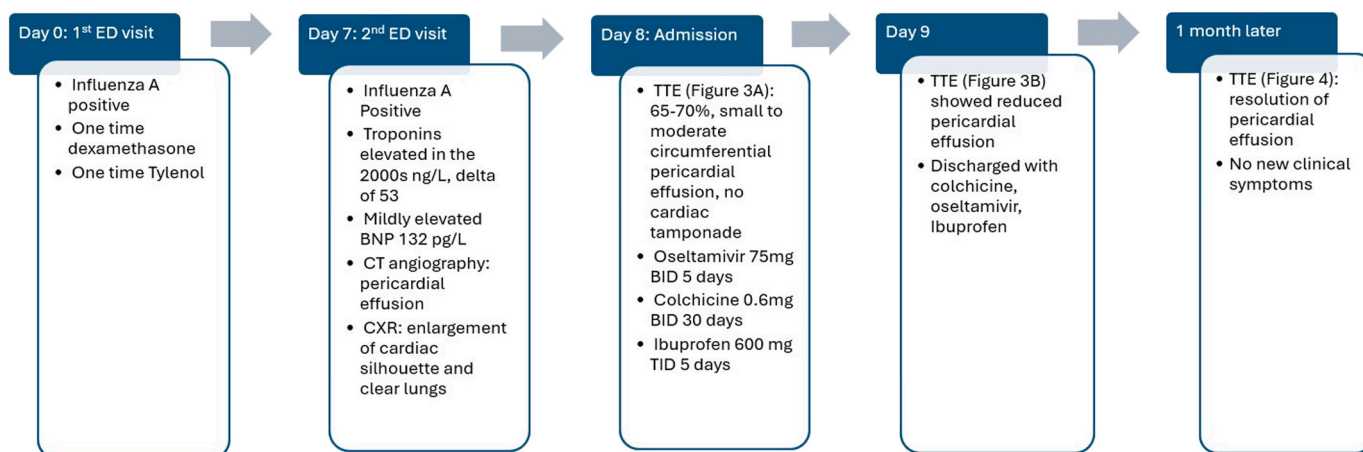 Day 0: 1st ED visit
• Influenza A
positive
• One time
dexamethasone
• One time Tylenol
Day 7: 2nd ED visit
• Influenza A
Positive
• Troponins
elevated in the
2000s ng/L, delta
of 53
• Mildly elevated
BNP 132 pg/L
• CT angiography:
pericardial
effusion
• CXR: enlargement
of cardiac
silhouette and
clear lungs
Day 8: Admission
• TTE (Figure 3A):
65-70%, small to
moderate
circumferential
pericardial
effusion, no
cardiac
tamponade
• Oseltamivir 75mg
BID 5 days
• Colchicine 0.6mg
BID 30 days
• Ibuprofen 600 mg
TID 5 days
Day 9
• TTE (Figure 3B)
showed reduced
pericardial
effusion
• Discharged with
colchicine,
oseltamivir,
Ibuprofen
1 month later
• TTE (Figure 4):
resolution of
pericardial
effusion
• No new clinical
symptoms